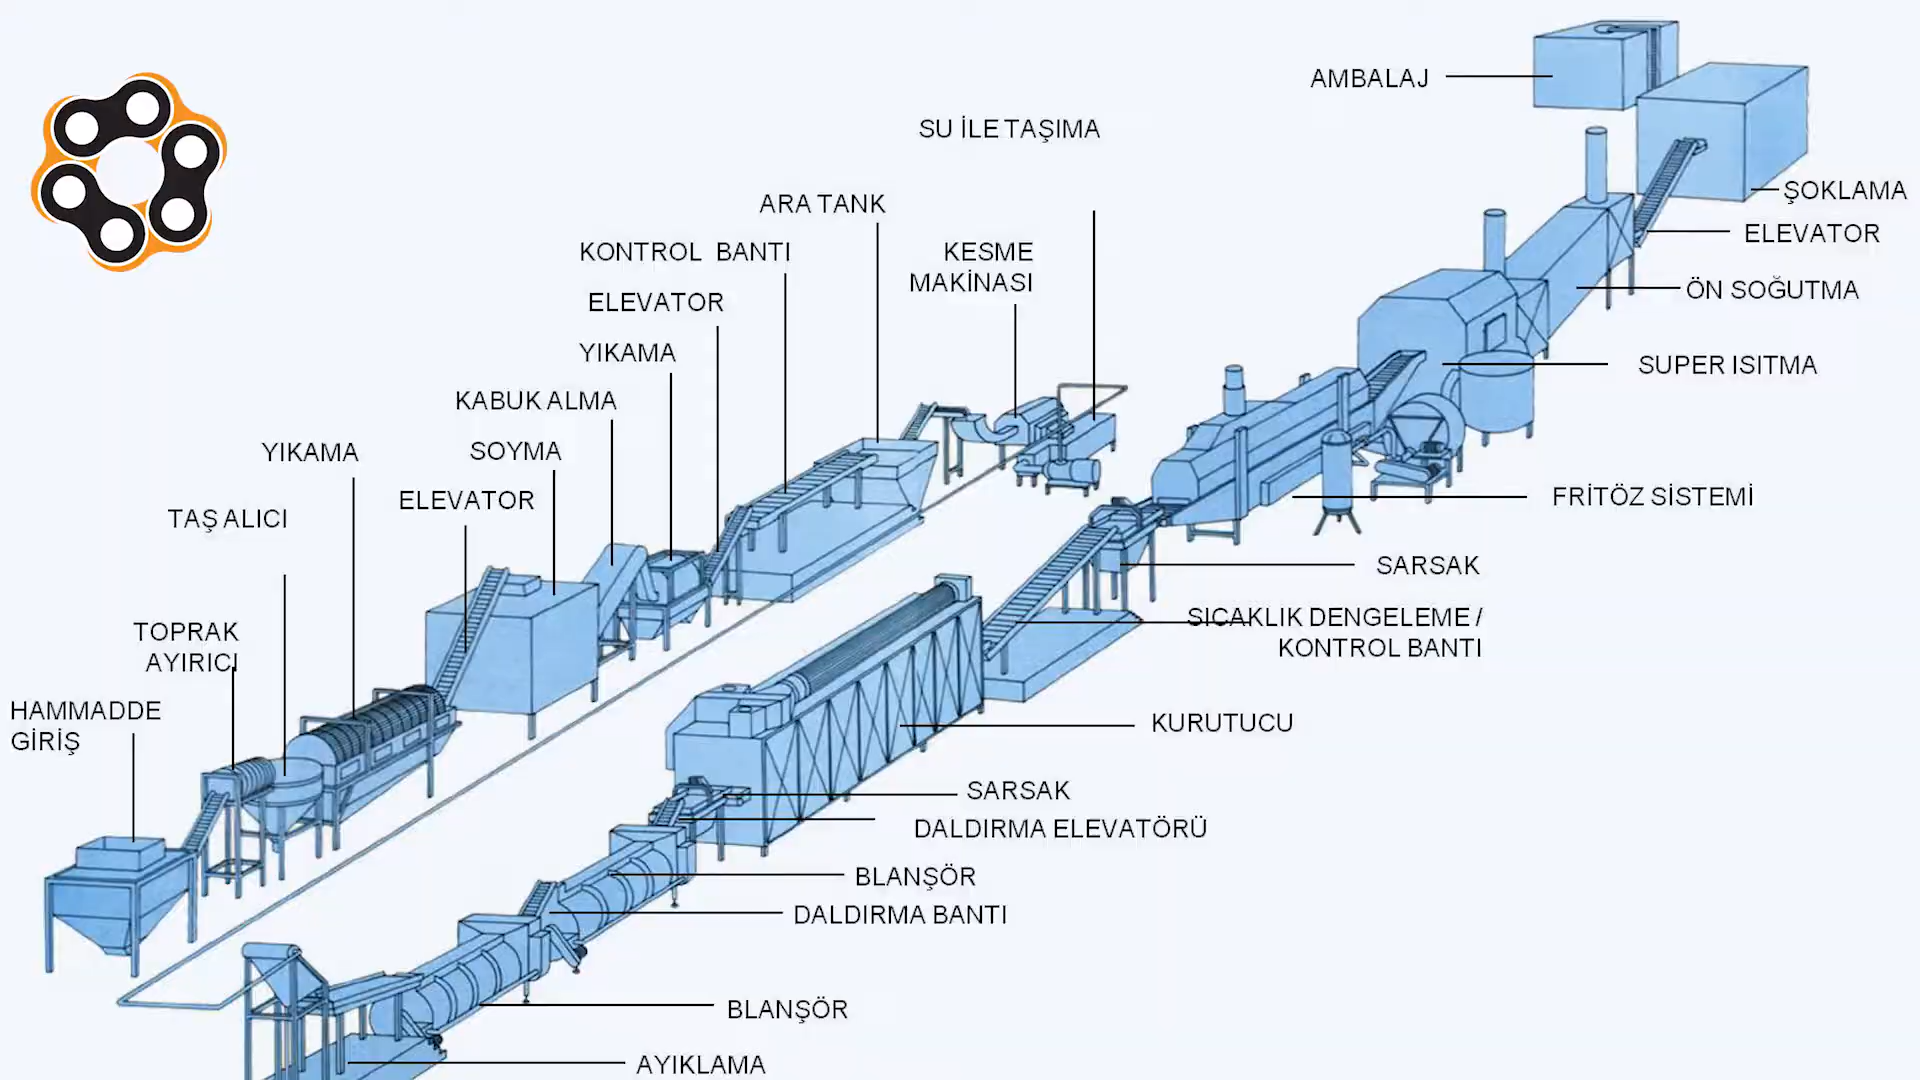 AMBALAJ
SU İLE TAŞIMA
ŞOKLAMA
ARA TANK
ELEVATOR
KONTROL BANTI
KESME
MAKİNASI
ÖN SOĞUTMA
ELEVATOR
YIKAMA
SUPER ISITMA
KABUK ALMA
YIKAMA
SOYMA
ELEVATOR
FRİTÖZ SİSTEMİ
TAŞ ALICI
SARSAK
TOPRAK
AYIRICI
SICAKLIK DENGELEME /
KONTROL BANTI
HAMMADDE
GİRİŞ
KURUTUCU
SARSAK
DALDIRMA ELEVATÖRÜ
BLANŞÖR
DALDIRMA BANTI
BLANŞÖR
AYIKLAMA